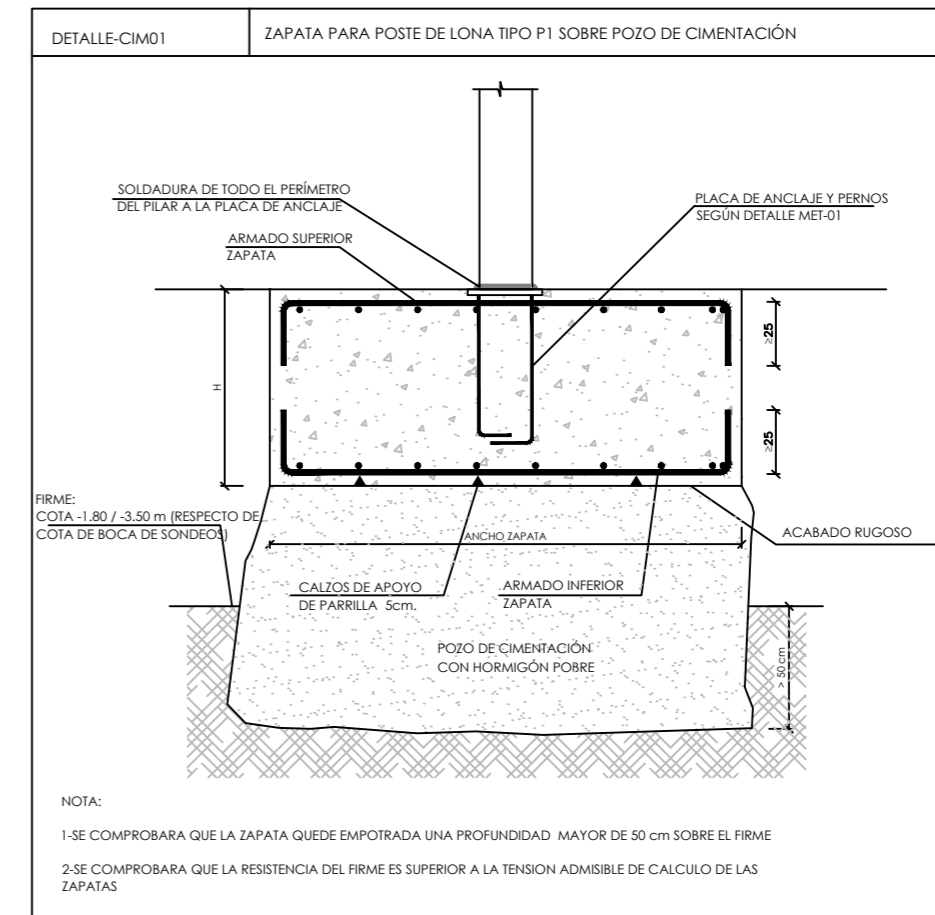 DETALLE-CIM01
ZAPATA PARA POSTE DE LONA TIPO P1 SOBRE POZO DE CIMENTACIÓN
SOLDADURA DE TODO EL PERÍMETRO
DEL PILAR A LA PLACA DE ANCLAJE
PLACA DE ANCLAJE Y PERNOS
SEGÚN DETALLE MET-01
ARMADO SUPERIOR
ZAPATA
≥25
H
≥25
FIRME:
COTA -1.80 / -3.50 m (RESPECTO DE
COTA DE BOCA DE SONDEOS)
ANCHO ZAPATA
ACABADO RUGOSO
CALZOS DE APOYO
DE PARRILLA 5cm.
ARMADO INFERIOR
ZAPATA
POZO DE CIMENTACIÓN
CON HORMIGÓN POBRE
> 50 cm
NOTA:
1-SE COMPROBARA QUE LA ZAPATA QUEDE EMPOTRADA UNA PROFUNDIDAD MAYOR DE 50 cm SOBRE EL FIRME
2-SE COMPROBARA QUE LA RESISTENCIA DEL FIRME ES SUPERIOR A LA TENSION ADMISIBLE DE CALCULO DE LAS
ZAPATAS